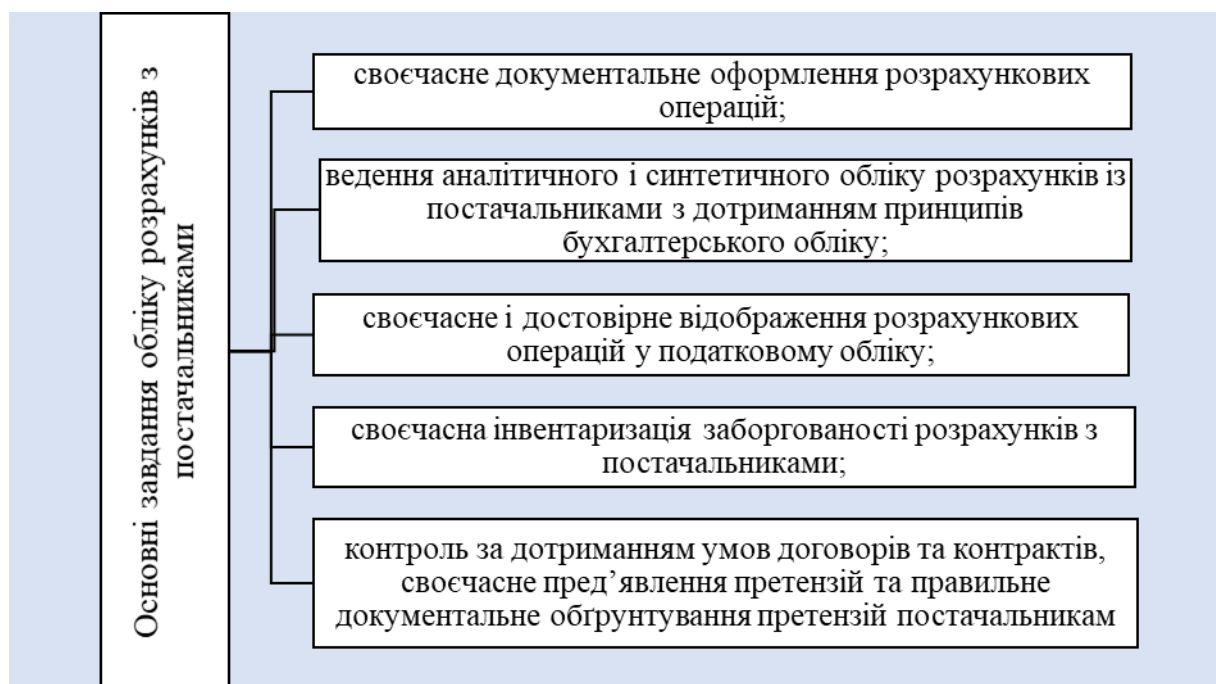 Основні завдання обліку розрахунків з
постачальниками
своєчасне документальне оформлення розрахункових
операцій;
ведення аналітичного і синтетичного обліку розрахунків із
постачальниками з дотриманням принципів
бухгалтерського обліку;
своєчасне і достовірне відображення розрахункових
операцій у податковому обліку;
своєчасна інвентаризація заборгованості розрахунків з
постачальниками;
контроль за дотриманням умов договорів та контрактів,
своєчасне пред’явлення претензій та правильне
документальне обґрунтування претензій постачальникам